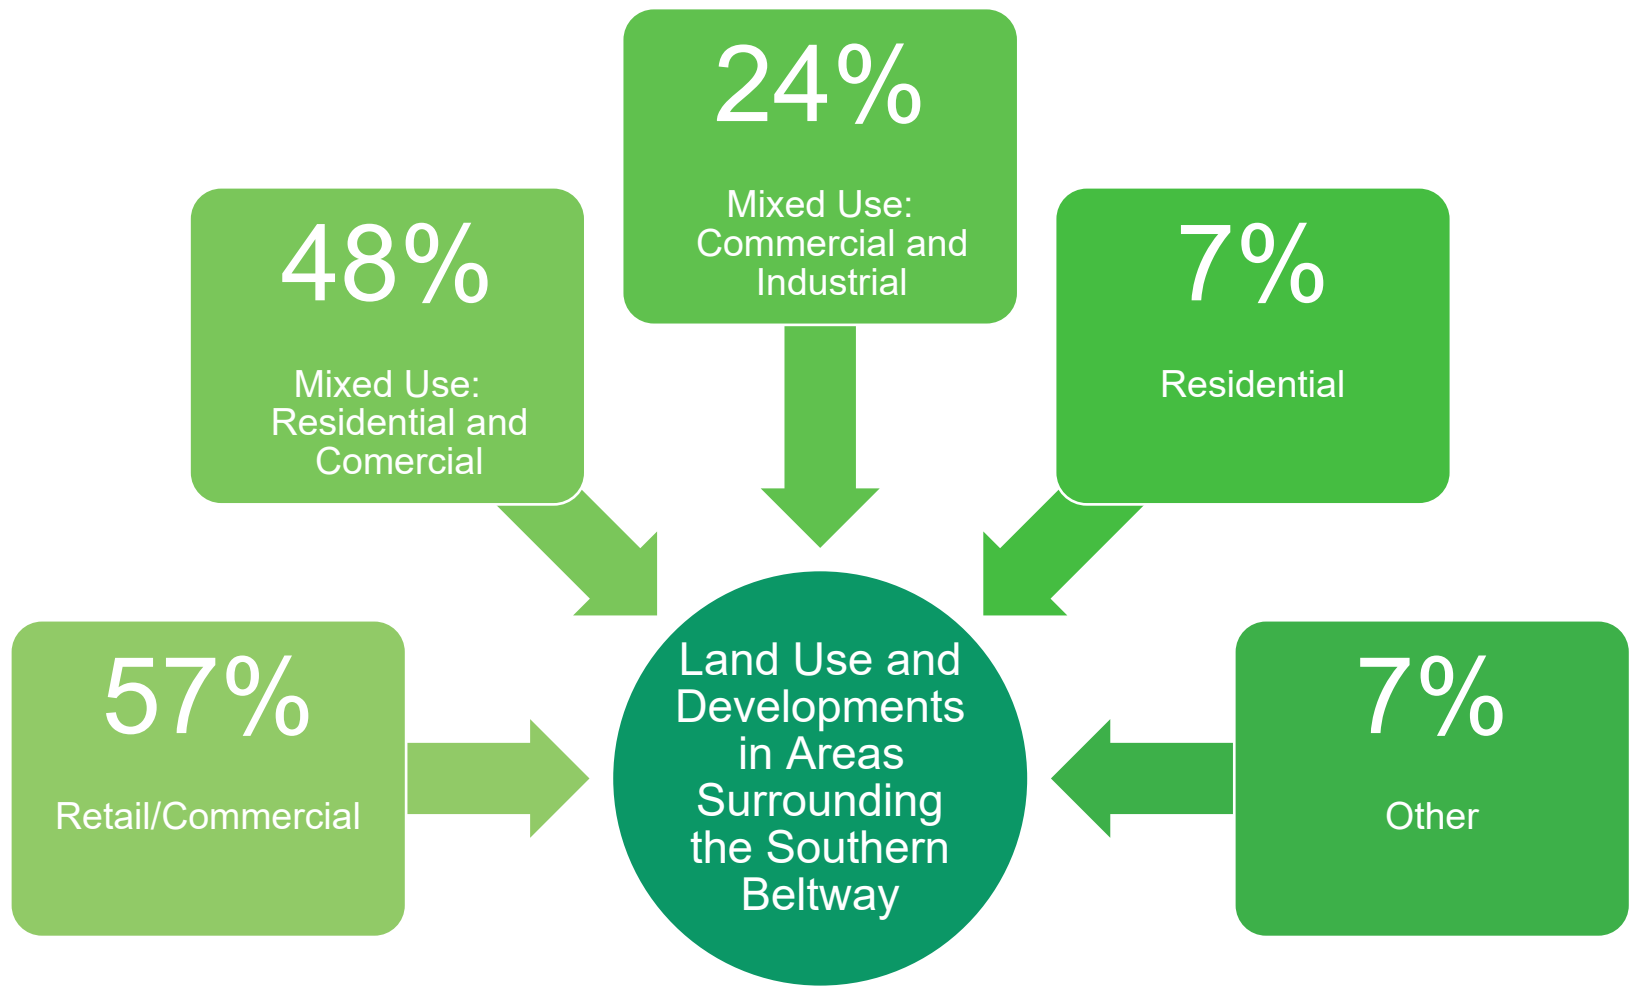 57%
Retail/Commercial
48%
Mixed Use:
Residential and
Comercial
24%
Mixed Use:
Commercial and
Industrial
7%
Residential
7%
Other
Land Use and
Developments
in Areas
Surrounding
the Southern
Beltway